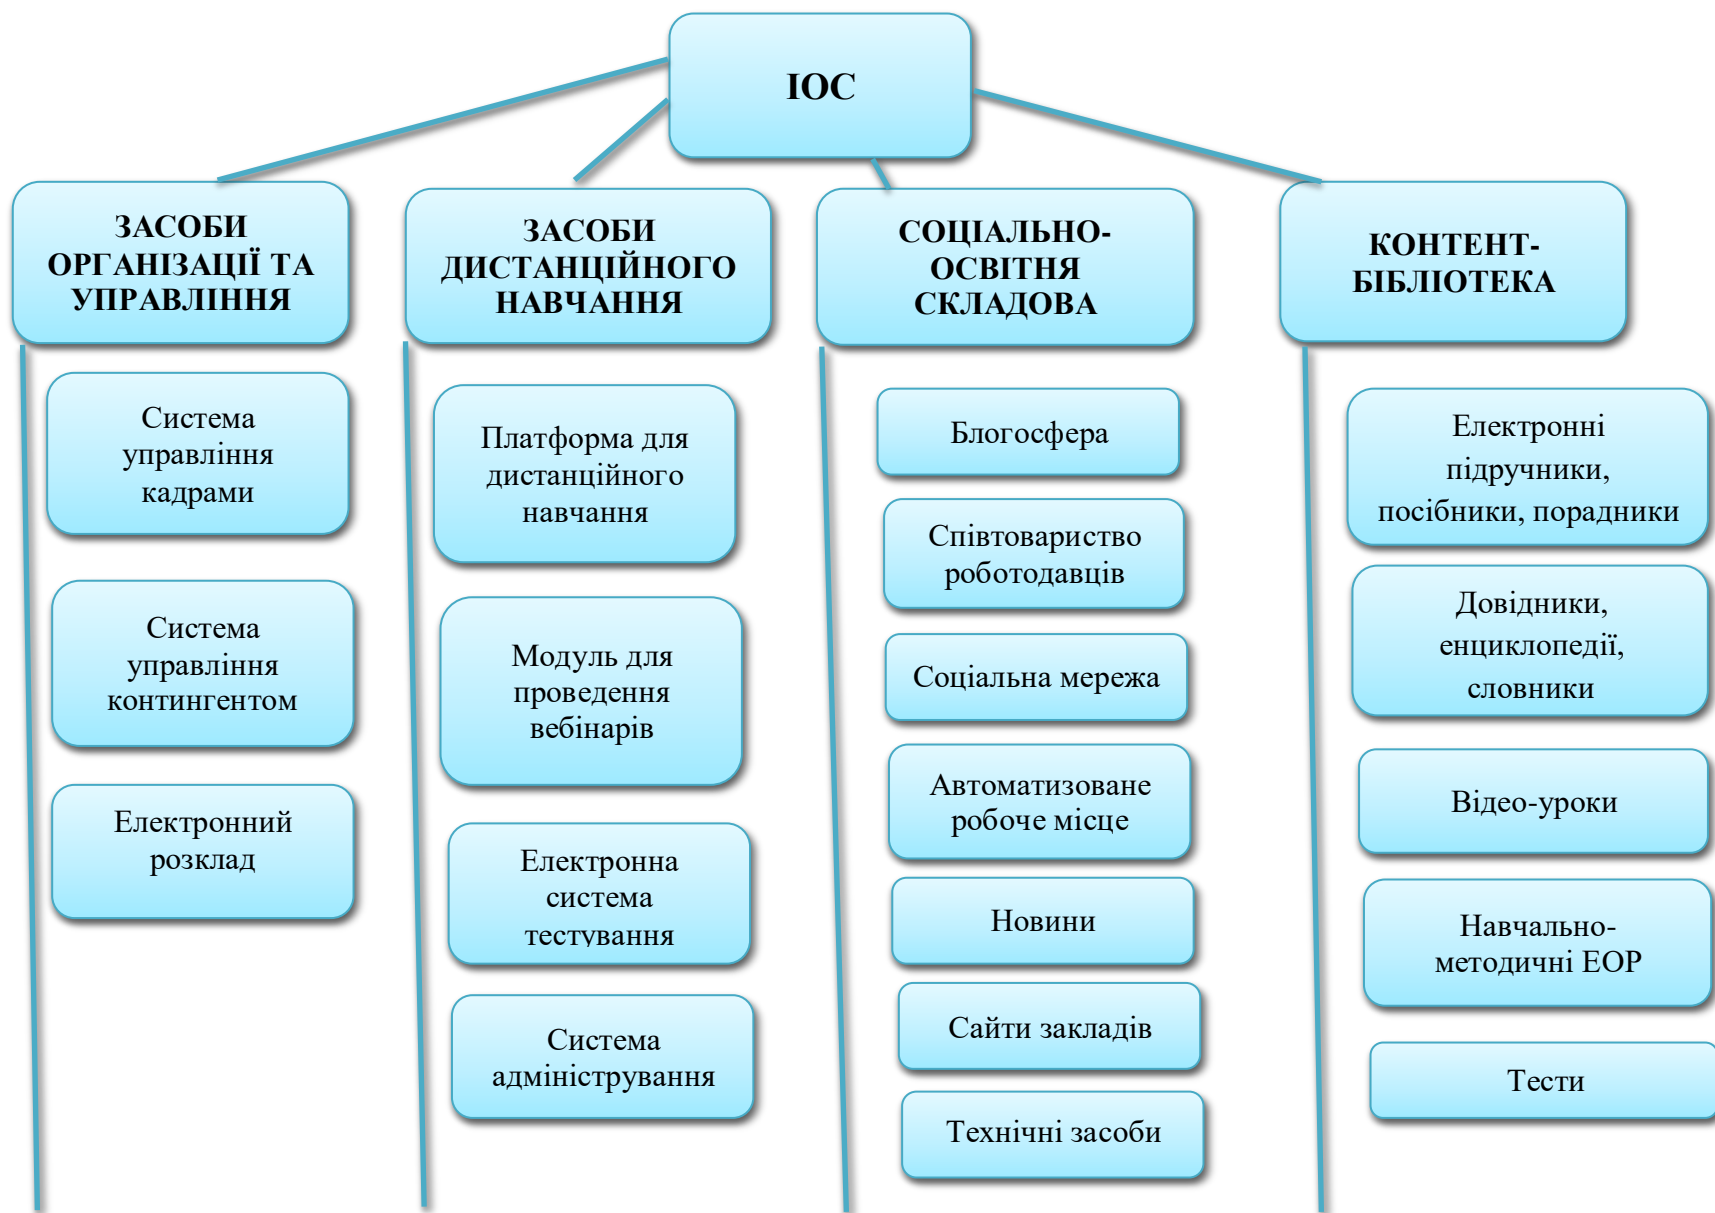 ІОС
ЗАСОБИ
ОРГАНІЗАЦІЇ ТА
УПРАВЛІННЯ
Система
управління
кадрами
Система
управління
контингентом
Електронний
розклад
ЗАСОБИ
ДИСТАНЦІЙНОГО
НАВЧАННЯ
Платформа для
дистанційного
навчання
Модуль для
проведення
вебінарів
Електронна
система
тестування
Система
адміністрування
СОЦІАЛЬНО-
ОСВІТНЯ
СКЛАДОВА
Блогосфера
Співтовариство
роботодавців
Соціальна мережа
Автоматизоване
робоче місце
Новини
Сайти закладів
Технічні засоби
КОНТЕНТ-
БІБЛІОТЕКА
Електронні
підручники,
посібники, порадники
Довідники,
енциклопедії,
словники
Відео-уроки
Навчально-
методичні ЕОР
Тести